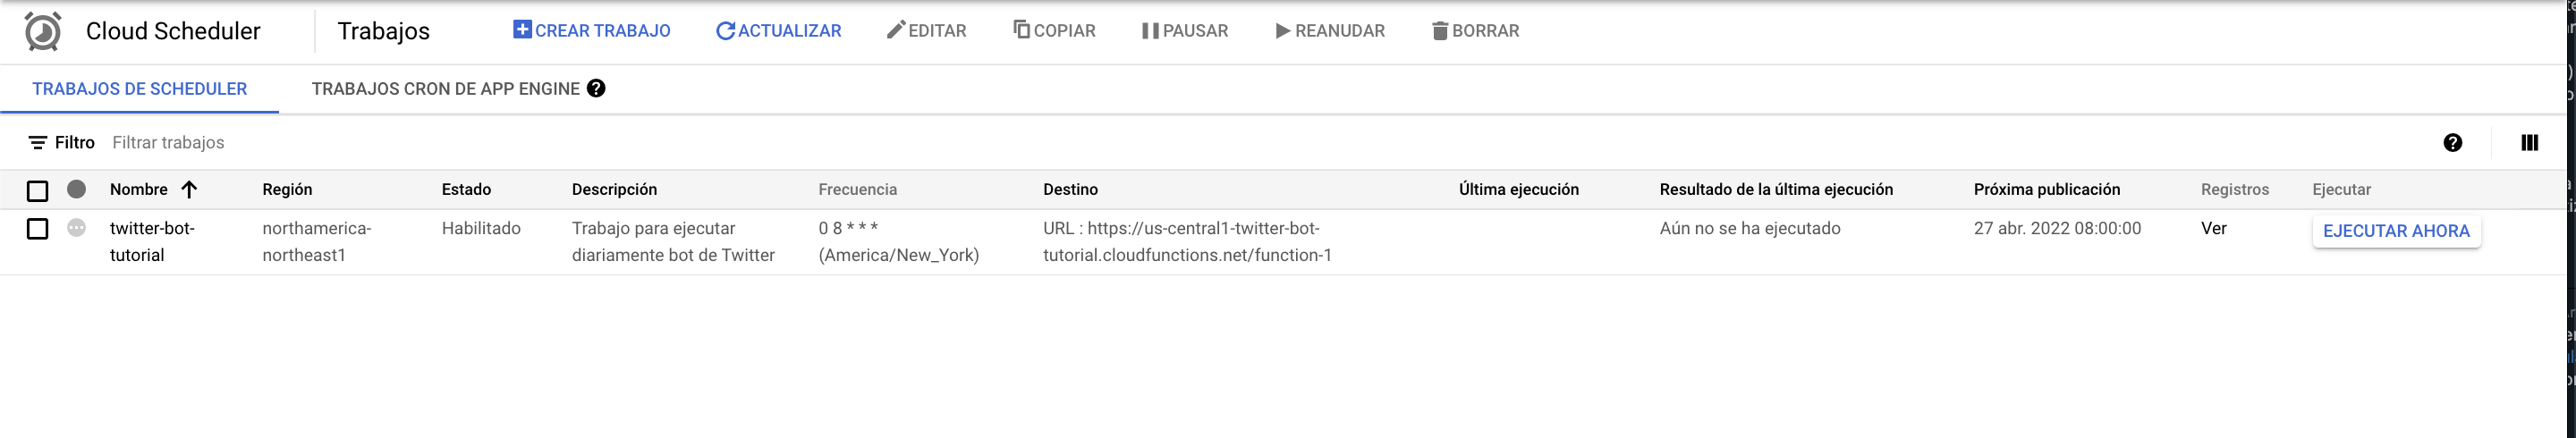 Cloud Scheduler Trabajos CREAR TRABAJO ACTUALIZAR EDITAR COPIAR PAUSAR REANUDAR BORRAR
TRABAJOS DE SCHEDULER TRABAJOS CRON DE APP ENGINE
Filtro Filtrar trabajos
Nombre Región Estado Descripción Frecuencia Destino Última ejecución Resultado de la última ejecución Próxima publicación Registros Ejecutar
twitter-bot- northamerica- Habilitado Trabajo para ejecutar 0 8 * * * URL : https://us-central1-twitter-bot- Aún no se ha ejecutado 27 abr. 2022 08:00:00 Ver EJECUTAR AHORA
tutorial northeast1 diariamente bot de Twitter (America/New_York) tutorial.cloudfunctions.net/function-1